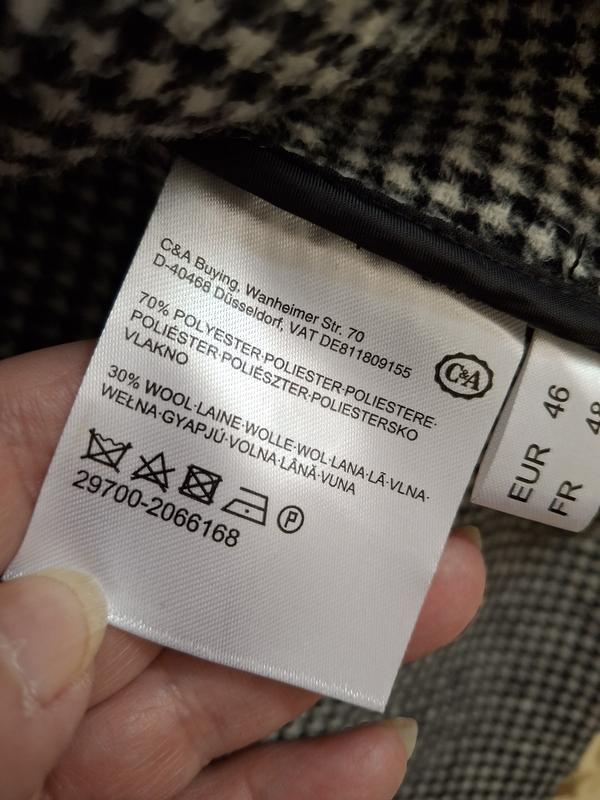 C&A Buying, Wanheimer Str. 70
D-40468 Düsseldorf, VAT DE811809155
70% POLYESTER·POLIESTER·POLIESTERE·
POLIÉSTER·POLIÉSZTER·POLIESTERSKO
VLAKNO
30% WOOL·LAINE·WOLLE·WOL·LANA·LÃ·VLNA·
WEŁNA·GYAPJÚ·VOLNA·LÂNĂ·VUNA
P
29700-2066168
C&A
EUR 46
FR 48